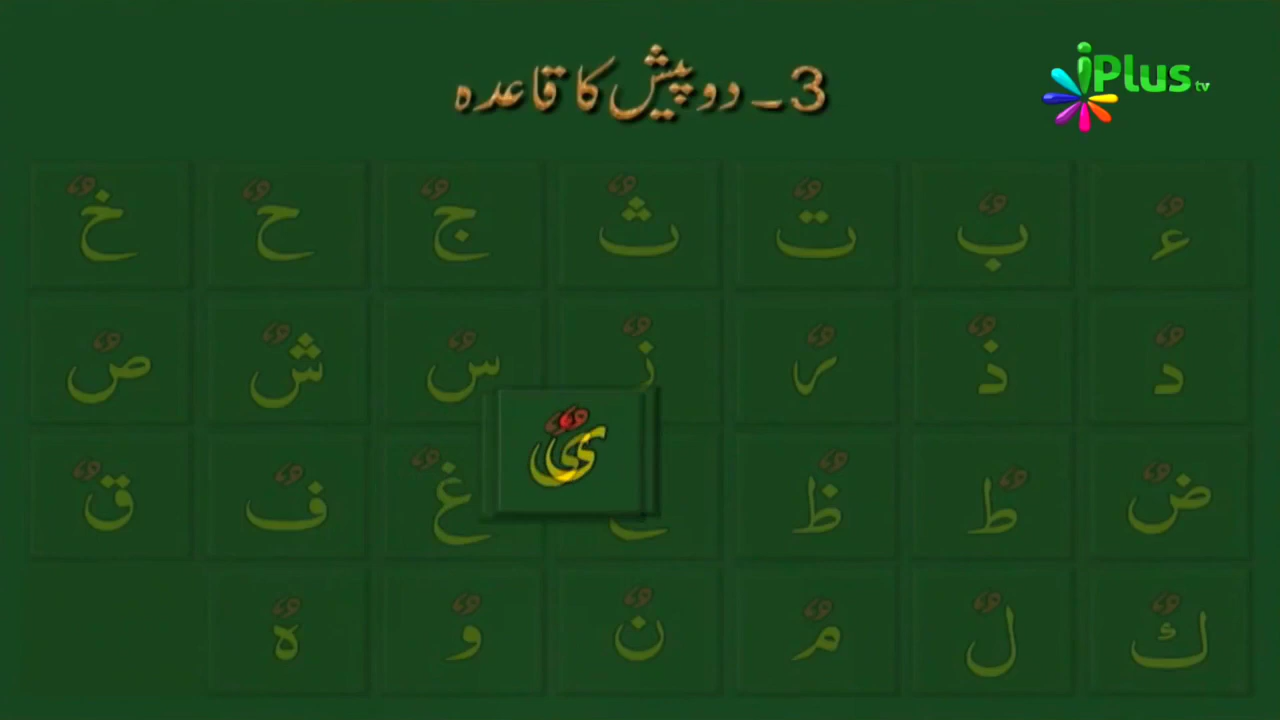 3۔ دو پیش کا قاعدہ
iPlus tv
ءٌ بٌ تٌ ثٌ جٌ حٌ خٌ
دٌ ذٌ رٌ زٌ سٌ شٌ صٌ
ىٌ
ضٌ طٌ ظٌ غٌ فٌ قٌ
كٌ لٌ مٌ نٌ وٌ هٌ